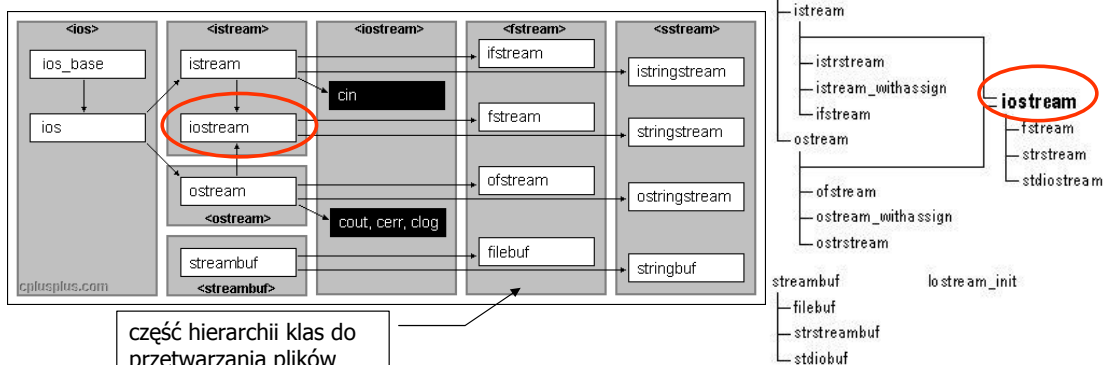 <ios>
ios_base
ios
<istream>
istream
iostream
ostream
<ostream>
streambuf
<streambuf>
<iostream>
cin
cout, cerr, clog
<fstream>
ifstream
fstream
ofstream
filebuf
<sstream>
istringstream
stringstream
ostringstream
stringbuf
cplusplus.com
część hierarchii klas do
przetwarzania plików
istream
istrstream
istream_withassign
ifstream
ostream
ofstream
ostream_withassign
ostrstream
iostream
fstream
strstream
stdiostream
streambuf
filebuf
strstreambuf
stdiobuf
Iostream_init